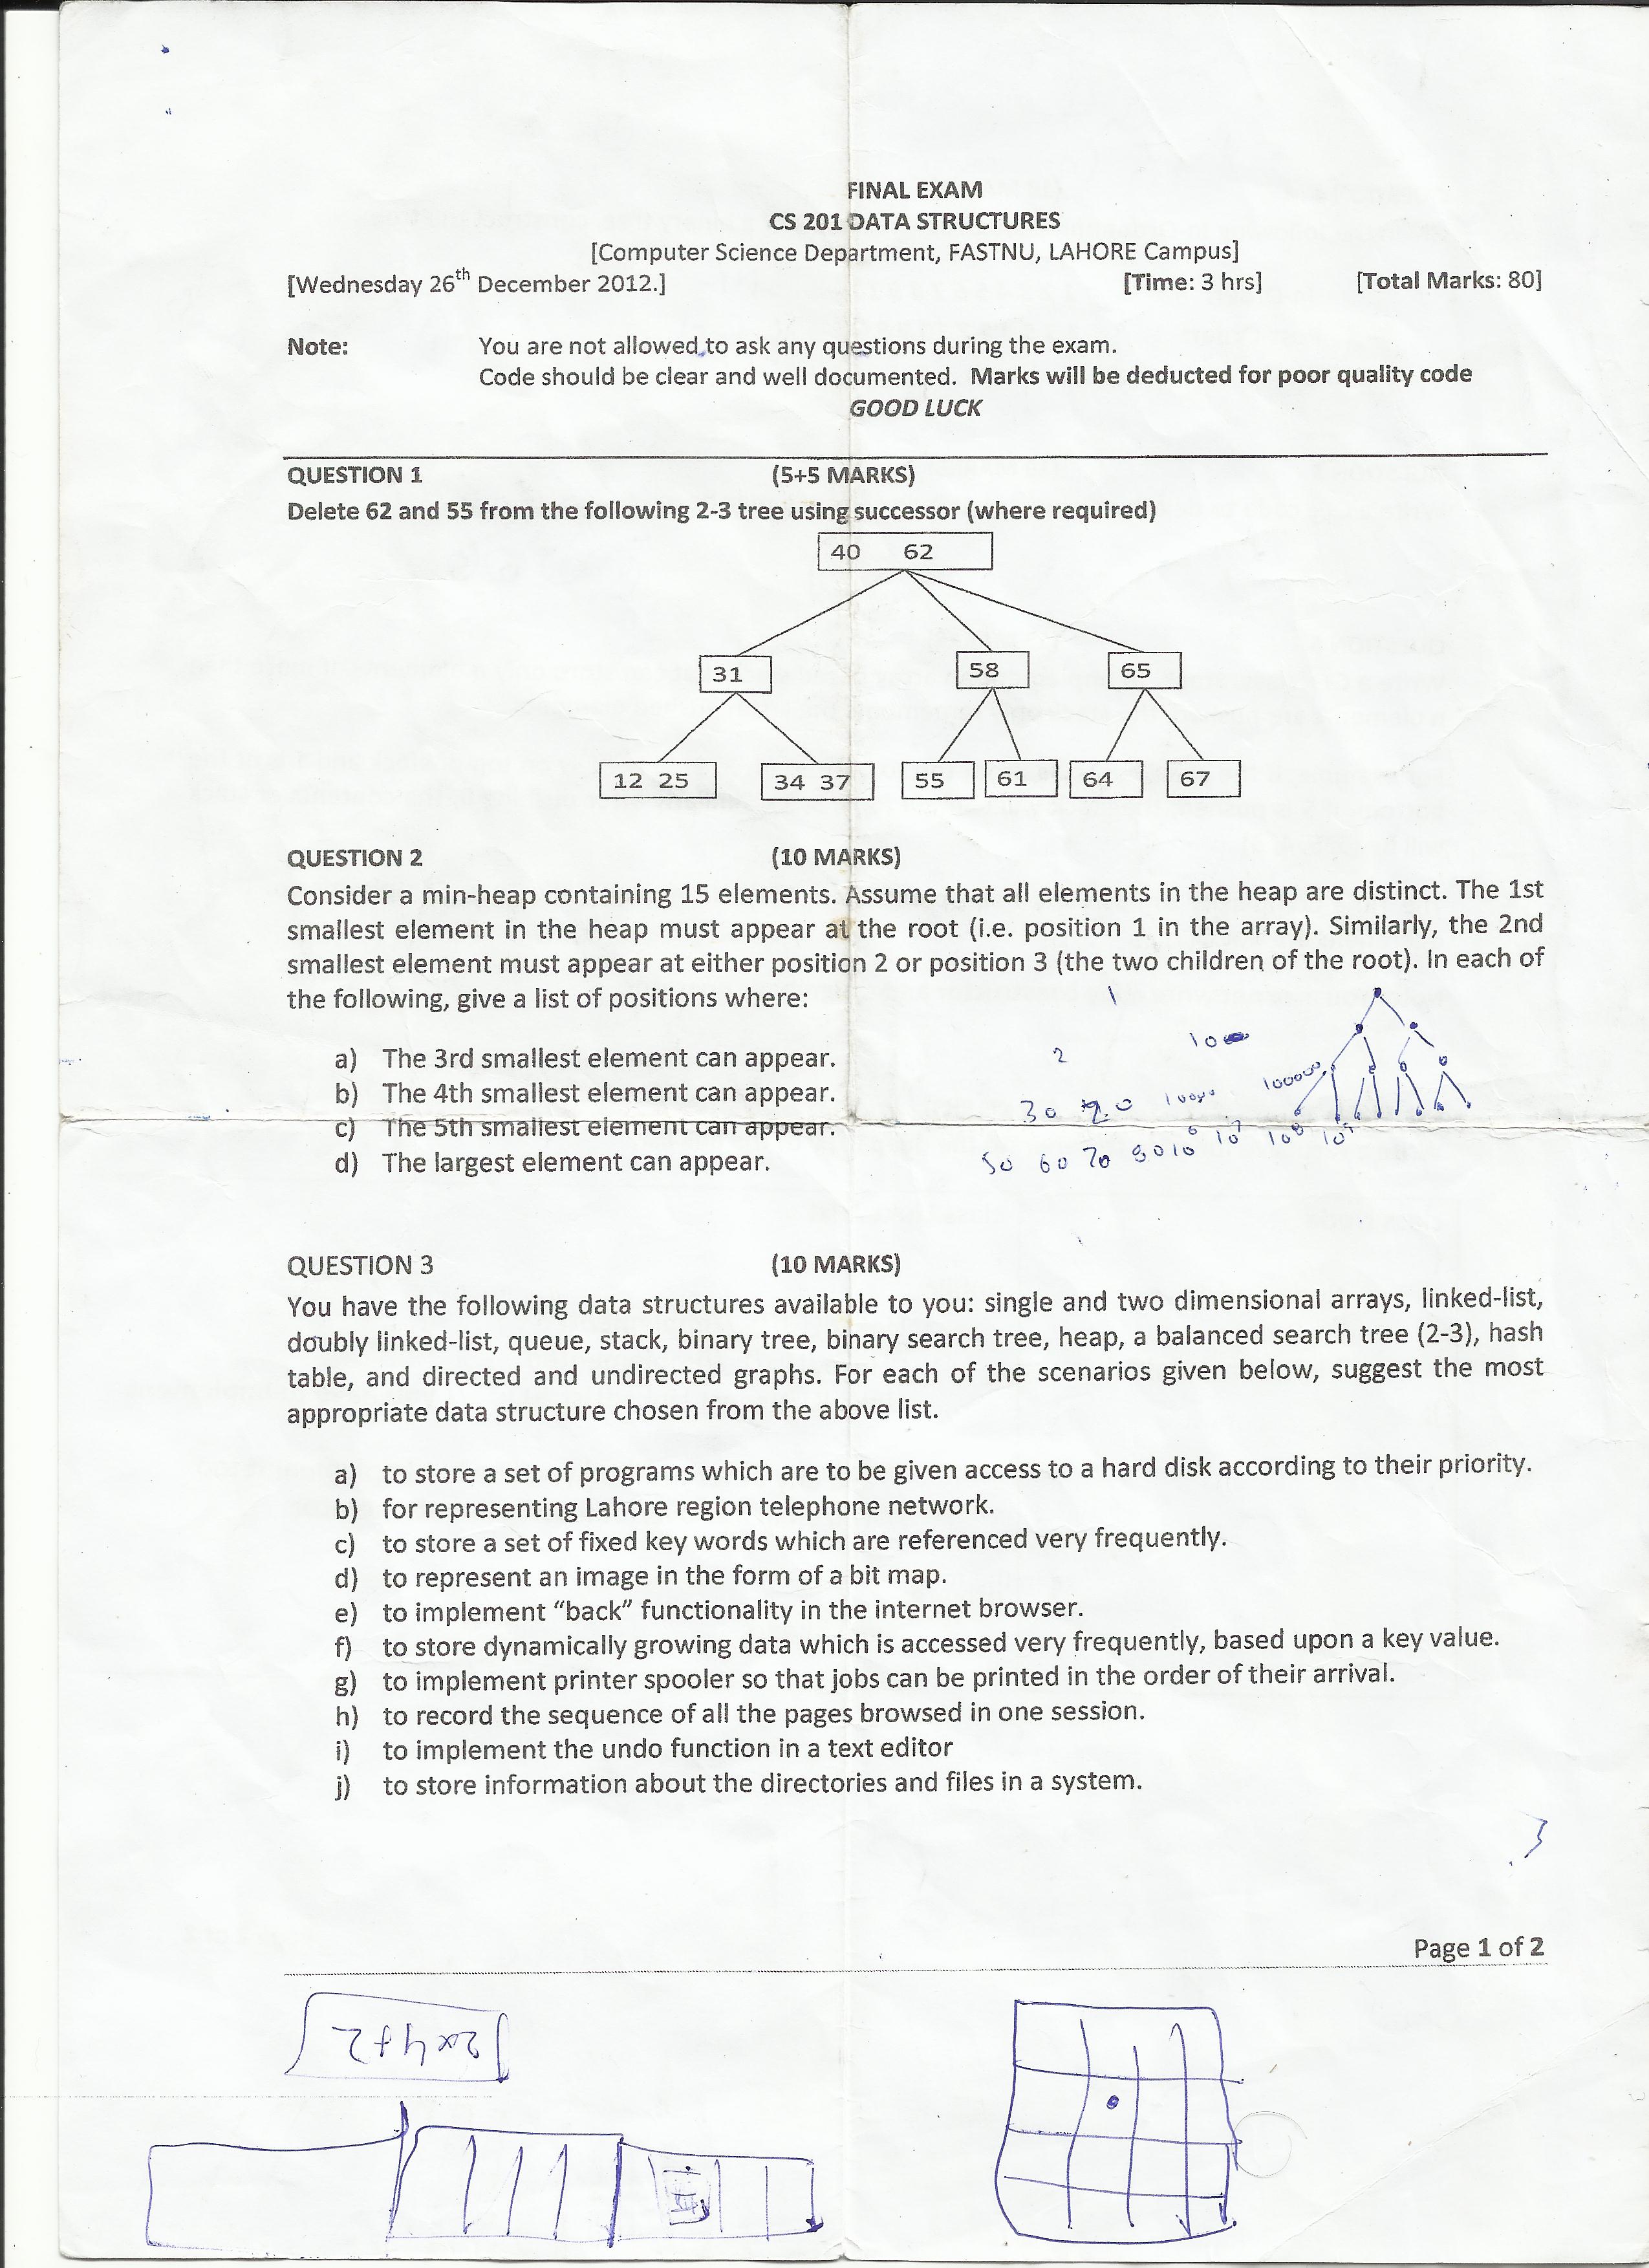 FINAL EXAM
CS 201 DATA STRUCTURES
[Computer Science Department, FASTNU, LAHORE Campus]
[Wednesday 26th December 2012.] [Time: 3 hrs] [Total Marks: 80]
Note: You are not allowed to ask any questions during the exam.
Code should be clear and well documented. Marks will be deducted for poor quality code
GOOD LUCK
QUESTION 1 (5+5 MARKS)
Delete 62 and 55 from the following 2-3 tree using successor (where required)
40 62
31 58 65
12 25 34 37 55 61 64 67
QUESTION 2 (10 MARKS)
Consider a min-heap containing 15 elements. Assume that all elements in the heap are distinct. The 1st
smallest element in the heap must appear at the root (i.e. position 1 in the array). Similarly, the 2nd
smallest element must appear at either position 2 or position 3 (the two children of the root). In each of
the following, give a list of positions where:
a) The 3rd smallest element can appear.
b) The 4th smallest element can appear.
c) The 5th smallest element can appear.
d) The largest element can appear.
1
2 10
30 20 100000
50 60 70 80 10^6 10^7 10^8 10^9
QUESTION 3 (10 MARKS)
You have the following data structures available to you: single and two dimensional arrays, linked-list,
doubly linked-list, queue, stack, binary tree, binary search tree, heap, a balanced search tree (2-3), hash
table, and directed and undirected graphs. For each of the scenarios given below, suggest the most
appropriate data structure chosen from the above list.
a) to store a set of programs which are to be given access to a hard disk according to their priority.
b) for representing Lahore region telephone network.
c) to store a set of fixed key words which are referenced very frequently.
d) to represent an image in the form of a bit map.
e) to implement “back” functionality in the internet browser.
f) to store dynamically growing data which is accessed very frequently, based upon a key value.
g) to implement printer spooler so that jobs can be printed in the order of their arrival.
h) to record the sequence of all the pages browsed in one session.
i) to implement the undo function in a text editor
j) to store information about the directories and files in a system.
3
Page 1 of 2
2x4+2